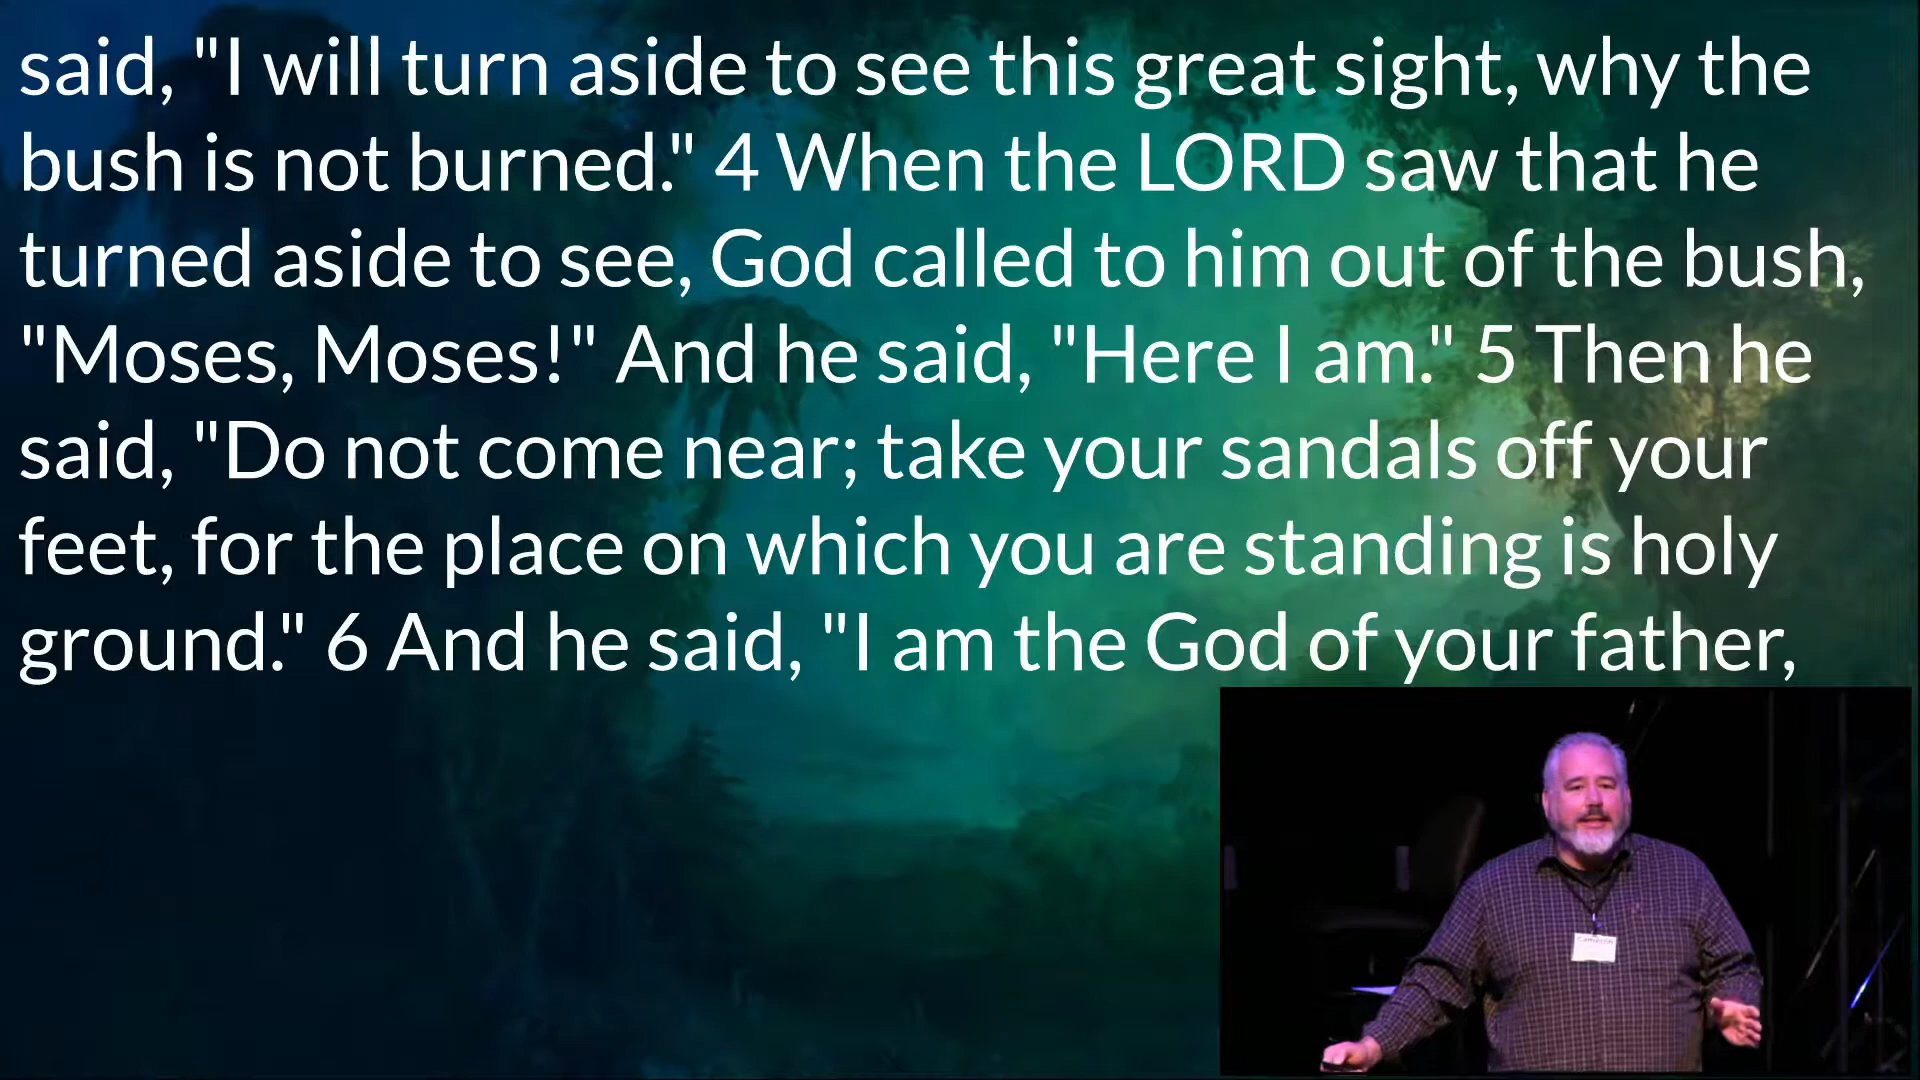 said, "I will turn aside to see this great sight, why the
bush is not burned." 4 When the LORD saw that he
turned aside to see, God called to him out of the bush,
"Moses, Moses!" And he said, "Here I am." 5 Then he
said, "Do not come near; take your sandals off your
feet, for the place on which you are standing is holy
ground." 6 And he said, "I am the God of your father,